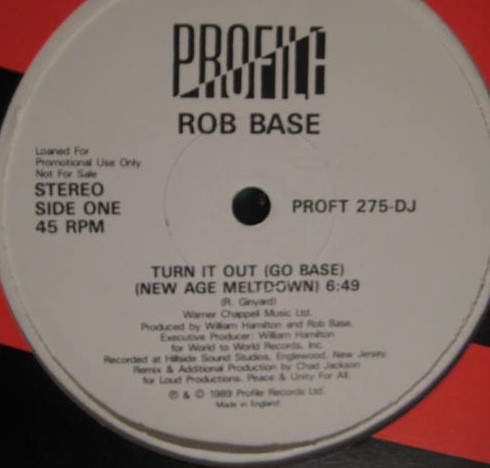 PROFILE
ROB BASE
Loaned For
Promotional Use Only
Not For Sale
STEREO
SIDE ONE
45 RPM
PROFT 275-DJ
TURN IT OUT (GO BASE)
(NEW AGE MELTDOWN) 6:49
(R. Ginyard)
Warner Chappell Music Ltd.
Produced by William Hamilton and Rob Base.
Executive Producer: William Hamilton
for World to World Records, Inc.
Recorded at Hillside Sound Studios, Englewood, New Jersey.
Remix & Additional Production by Chad Jackson
for Loud Productions. Peace & Unity For All.
℗ & © 1989 Profile Records Ltd.
Made in England